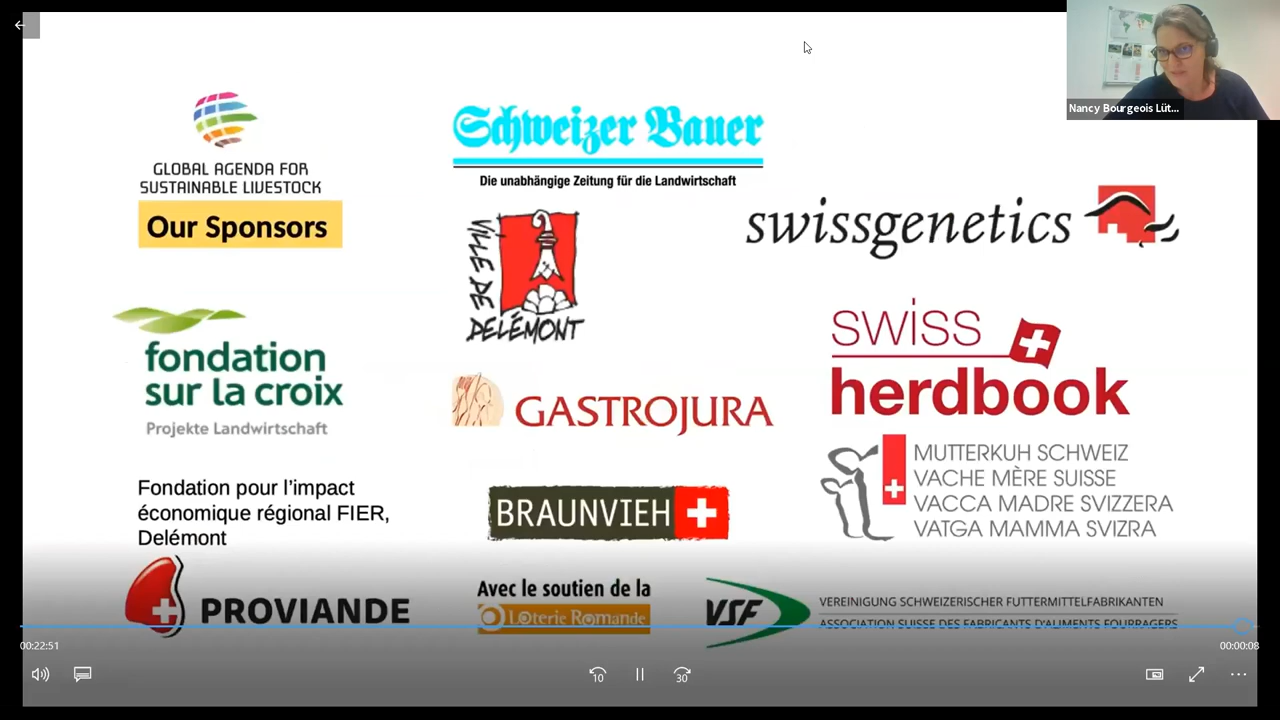 GLOBAL AGENDA FOR
SUSTAINABLE LIVESTOCK
Our Sponsors
Schweizer Bauer
Die unabhängige Zeitung für die Landwirtschaft
VILLE DE
DELÉMONT
swissgenetics
fondation
sur la croix
Projekte Landwirtschaft
GASTROJURA
swiss
herdbook
MUTTERKUH SCHWEIZ
VACHE MÈRE SUISSE
VACCA MADRE SVIZZERA
VATGA MAMMA SVIZRA
Fondation pour l'impact
économique régional FIER,
Delémont
BRAUNVIEH
PROVIANDE
Avec le soutien de la
Loterie Romande
VSF
VEREINIGUNG SCHWEIZERISCHER FUTTERMITTELFABRIKANTEN
ASSOCIATION SUISSE DES FABRICANTS D'ALIMENTS FOURRAGERS
Nancy Bourgeois Lüt...
00:22:51
00:00:08
10
30